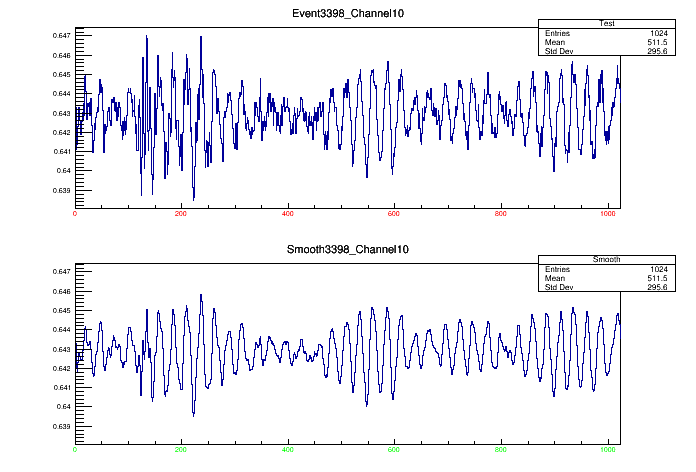 Event3398_Channel10
Test
Entries 1024
Mean 511.5
Std Dev 295.6
0.647
0.646
0.645
0.644
0.643
0.642
0.641
0.64
0.639
0 200 400 600 800 1000
Smooth3398_Channel10
Smooth
Entries 1024
Mean 511.5
Std Dev 295.6
0.647
0.646
0.645
0.644
0.643
0.642
0.641
0.64
0.639
0 200 400 600 800 1000